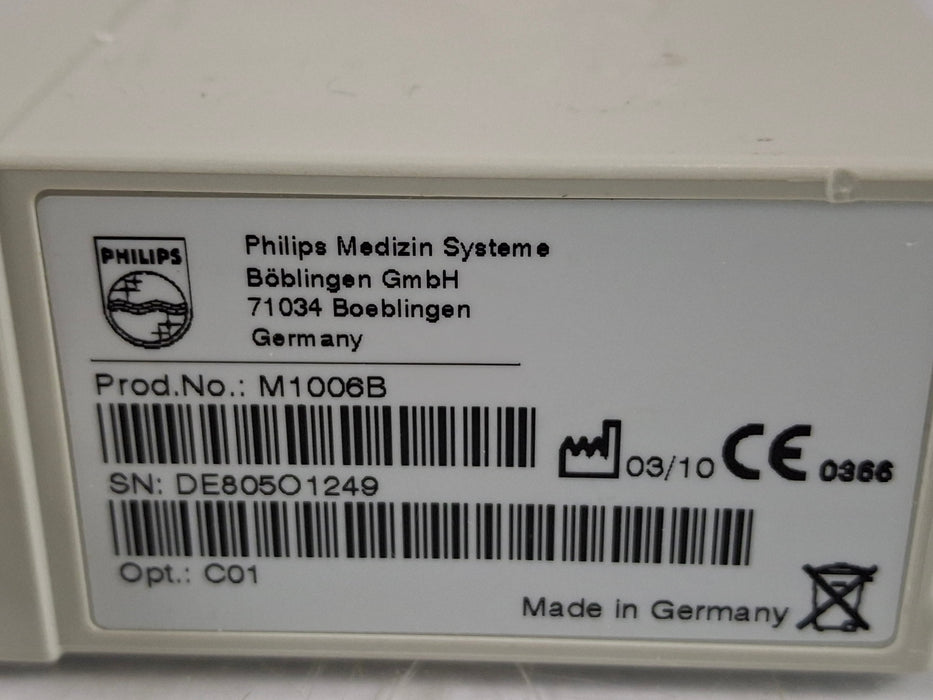 PHILIPS
Philips Medizin Systeme
Böblingen GmbH
71034 Boeblingen
Germany
Prod.No.: M1006B
03/10 CE 0366
SN: DE805O1249
Opt.: C01
Made in Germany